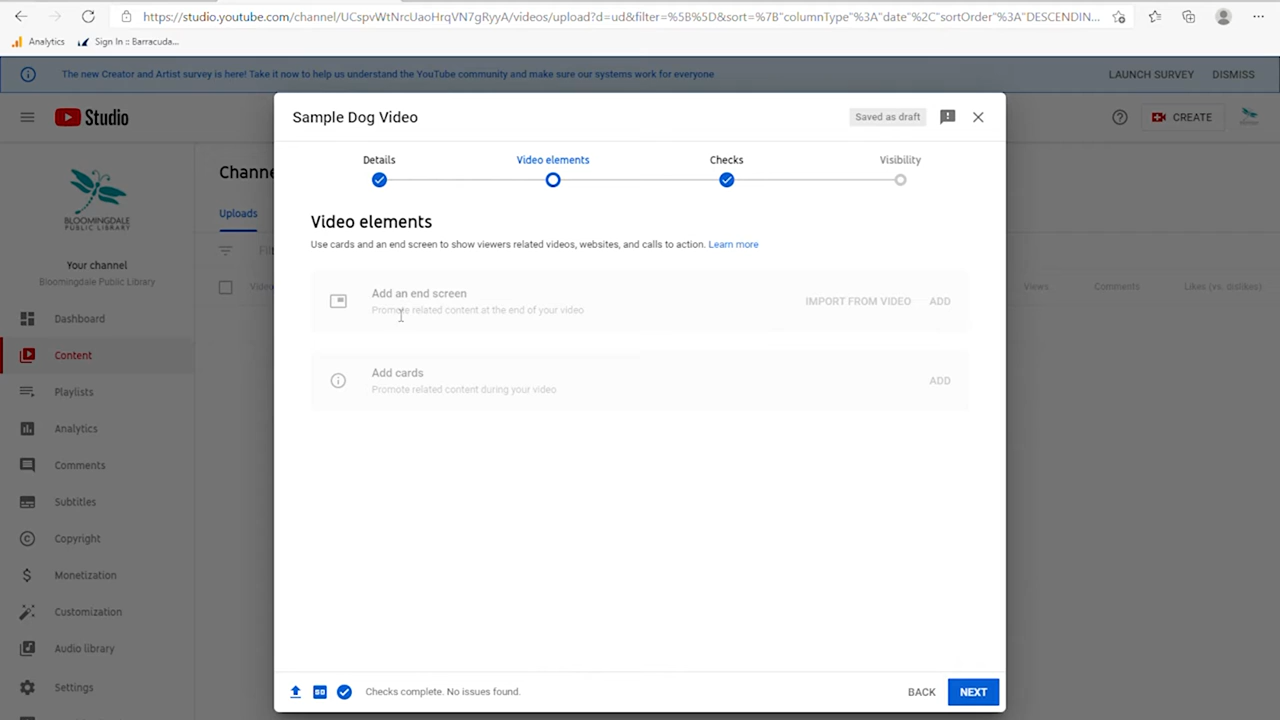 https://studio.youtube.com/channel/UCspvWtNrcUaoHrqVN7gRyyA/videos/upload?d=ud&filter=%5B%5D&sort=%7B"columnType"%3A"date"%2C"sortOrder"%3A"DESCENDIN...
Analytics
Sign In :: Barracuda...
The new Creator and Artist survey is here! Take it now to help us understand the YouTube community and make sure our systems work for everyone
LAUNCH SURVEY
DISMISS
Studio
CREATE
Sample Dog Video
Saved as draft
Details
Video elements
Checks
Visibility
Video elements
Use cards and an end screen to show viewers related videos, websites, and calls to action. Learn more
Add an end screen
Promote related content at the end of your video
IMPORT FROM VIDEO
ADD
Add cards
Promote related content during your video
ADD
SD
Checks complete. No issues found.
BACK
NEXT
BLOOMINGDALE
PUBLIC LIBRARY
Your channel
Bloomingdale Public Library
Dashboard
Content
Playlists
Analytics
Comments
Subtitles
Copyright
Monetization
Customization
Audio library
Settings
Channe
Uploads
Filt
Video
Views
Comments
Likes (vs. dislikes)